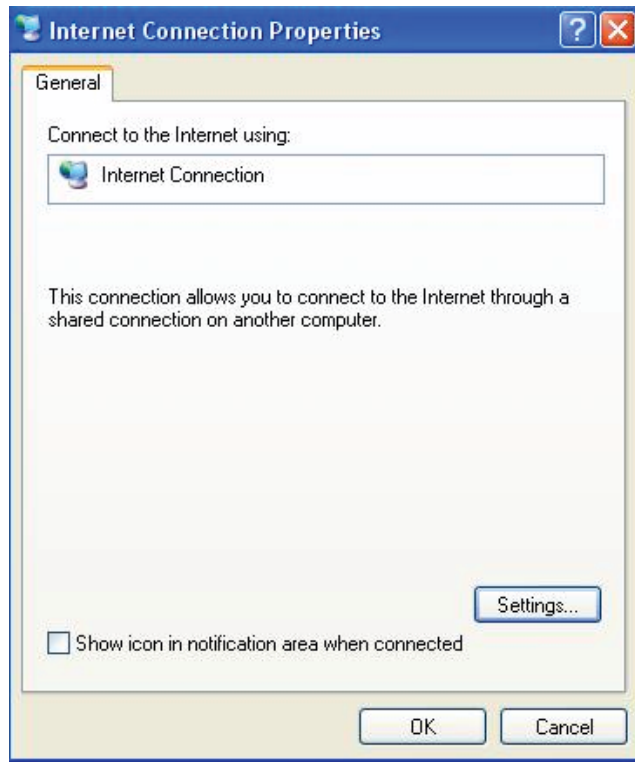 Internet Connection Properties
General
Connect to the Internet using:
Internet Connection
This connection allows you to connect to the Internet through a
shared connection on another computer.
Settings...
Show icon in notification area when connected
OK
Cancel